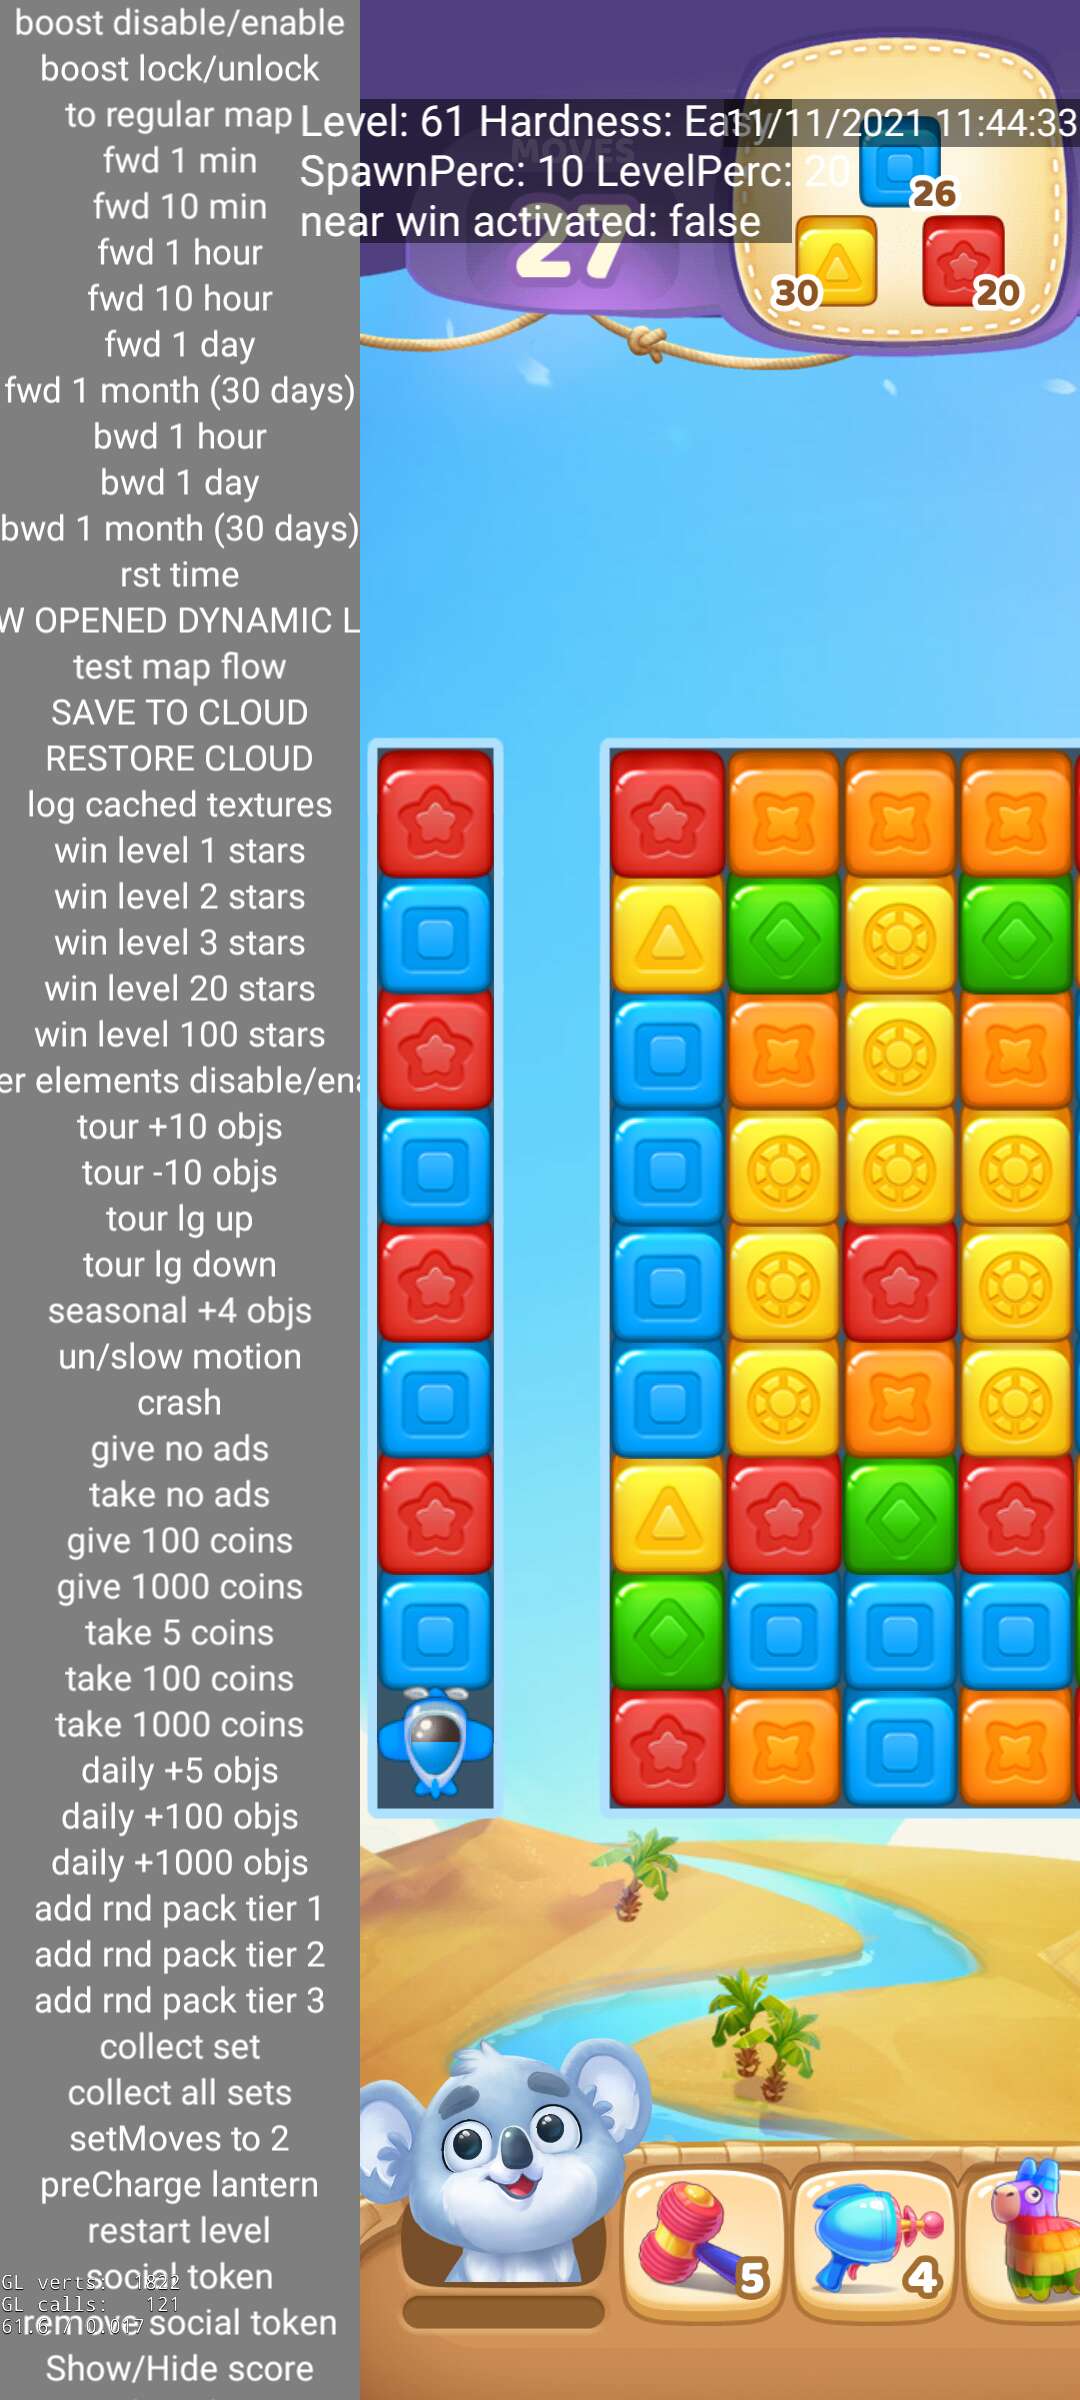 boost disable/enable
boost lock/unlock
to regular map
fwd 1 min
fwd 10 min
fwd 1 hour
fwd 10 hour
fwd 1 day
fwd 1 month (30 days)
bwd 1 hour
bwd 1 day
bwd 1 month (30 days)
rst time
W OPENED DYNAMIC L
test map flow
SAVE TO CLOUD
RESTORE CLOUD
log cached textures
win level 1 stars
win level 2 stars
win level 3 stars
win level 20 stars
win level 100 stars
er elements disable/ena
tour +10 objs
tour -10 objs
tour lg up
tour lg down
seasonal +4 objs
un/slow motion
crash
give no ads
take no ads
give 100 coins
give 1000 coins
take 5 coins
take 100 coins
take 1000 coins
daily +5 objs
daily +100 objs
daily +1000 objs
add rnd pack tier 1
add rnd pack tier 2
add rnd pack tier 3
collect set
collect all sets
setMoves to 2
preCharge lantern
restart level
social token
remove social token
Show/Hide score
GL verts: 1822
GL calls: 121
Level: 61 Hardness: Easy
11/11/2021 11:44:33
SpawnPerc: 10 LevelPerc: 20
near win activated: false
MOVES
27
26
30
20
5
4